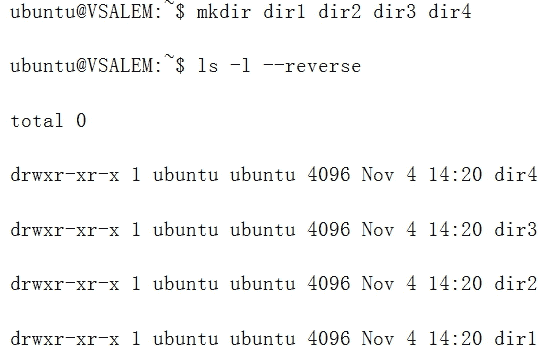 ubuntu@VSALEM:~$ mkdir dir1 dir2 dir3 dir4
ubuntu@VSALEM:~$ ls -l --reverse
total 0
drwxr-xr-x 1 ubuntu ubuntu 4096 Nov 4 14:20 dir4
drwxr-xr-x 1 ubuntu ubuntu 4096 Nov 4 14:20 dir3
drwxr-xr-x 1 ubuntu ubuntu 4096 Nov 4 14:20 dir2
drwxr-xr-x 1 ubuntu ubuntu 4096 Nov 4 14:20 dir1